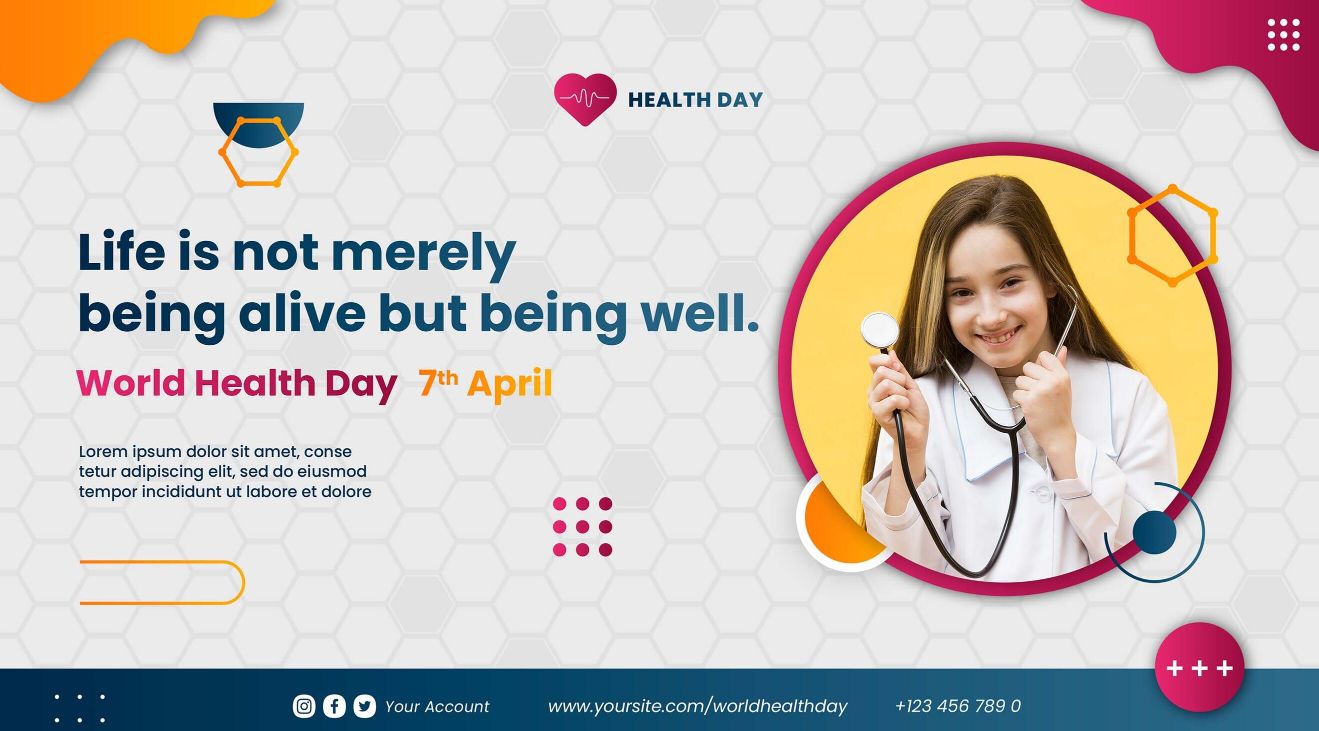 HEALTH DAY
Life is not merely
being alive but being well.
World Health Day 7th April
Lorem ipsum dolor sit amet, conse
tetur adipiscing elit, sed do eiusmod
tempor incididunt ut labore et dolore
+++
Your Account www.yoursite.com/worldhealthday +123 456 789 0